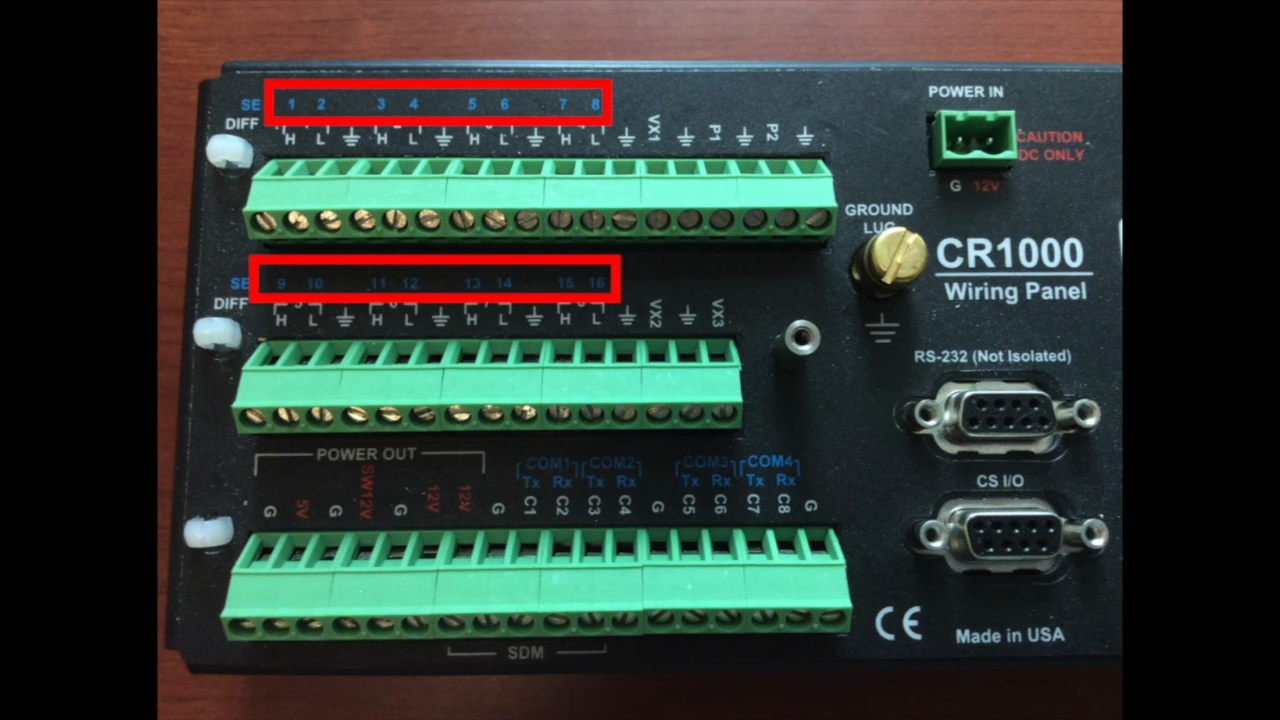 SE 1 2 3 4 5 6 7 8
DIFF H L H L H L H L VX1 P1 P2
POWER IN
CAUTION
DC ONLY
G 12V
GROUND
LUG
CR1000
Wiring Panel
SE 9 10 11 12 13 14 15 16
DIFF H L H L H L H L VX2 VX3
RS-232 (Not Isolated)
POWER OUT
COM1 COM2 COM3 COM4
Tx Rx Tx Rx Tx Rx Tx Rx
G 5V G SW12V G 12V 12V G C1 C2 C3 C4 G C5 C6 C7 C8 G
CS I/O
SDM
CE
Made in USA